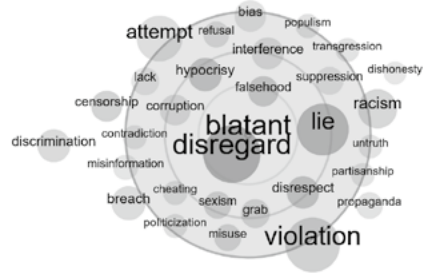 bias
populism
attempt
refusal
interference
transgression
lack
hypocrisy
suppression
dishonesty
falsehood
censorship
corruption
racism
blatant
lie
discrimination
contradiction
disregard
untruth
misinformation
partisanship
cheating
disrespect
breach
sexism
propaganda
grab
politicization
misuse
violation